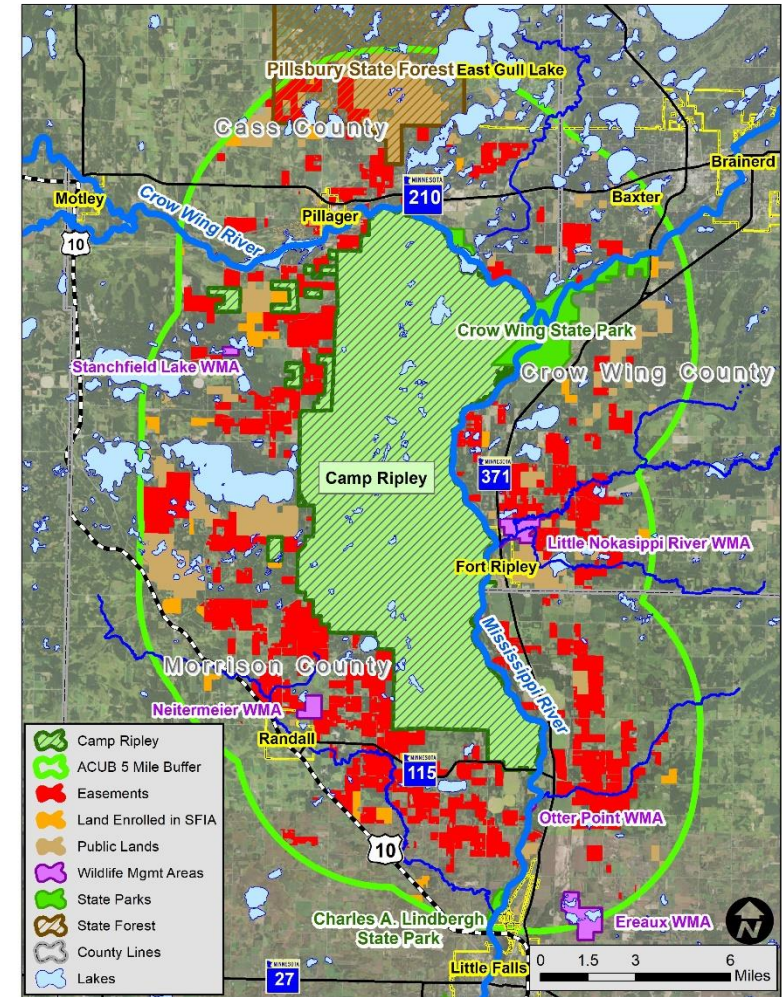 Pillsbury State Forest
East Gull Lake
Cass County
Brainerd
Baxter
Motley
MINNESOTA
210
Pillager
Crow Wing River
10
Crow Wing State Park
Stanchfield Lake WMA
Crow Wing County
MINNESOTA
371
Camp Ripley
Little Nokasippi River WMA
Fort Ripley
Mississippi River
Morrison County
Neitermeier WMA
Randall
MINNESOTA
115
Otter Point WMA
10
Charles A. Lindbergh
State Park
Ereaux WMA
Little Falls
MINNESOTA
27
Camp Ripley
ACUB 5 Mile Buffer
Easements
Land Enrolled in SFIA
Public Lands
Wildlife Mgmt Areas
State Parks
State Forest
County Lines
Lakes
N
0 1.5 3 6
Miles